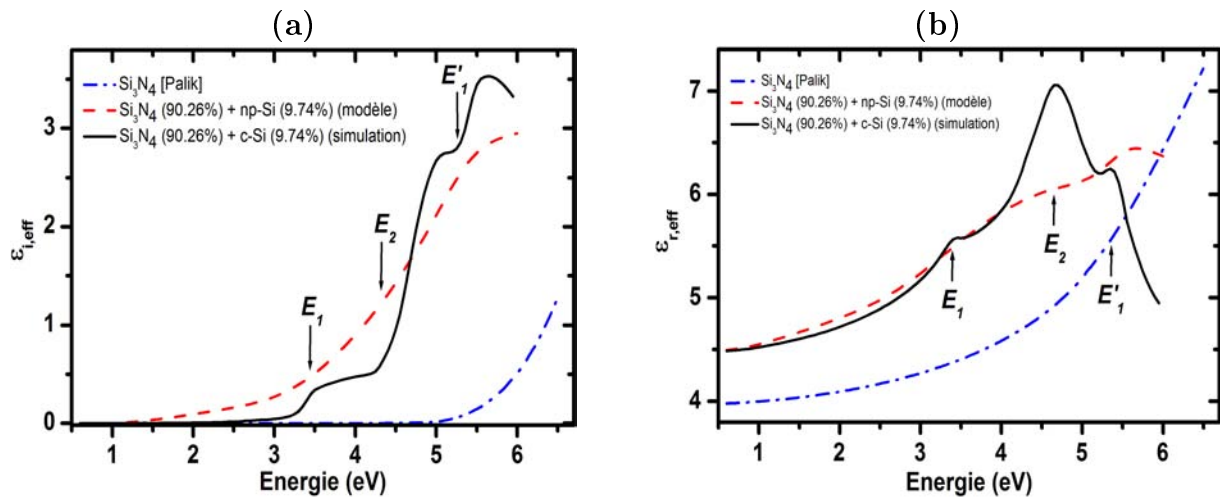 (a)
Si₃N₄ [Palik]
Si₃N₄ (90.26%) + np-Si (9.74%) (modèle)
Si₃N₄ (90.26%) + c-Si (9.74%) (simulation)
E'₁
E₂
E₁
ε_i,eff
3
2
1
0
1 2 3 4 5 6
Energie (eV)
(b)
Si₃N₄ [Palik]
Si₃N₄ (90.26%) + np-Si (9.74%) (modèle)
Si₃N₄ (90.26%) + c-Si (9.74%) (simulation)
E₁
E₂
E'₁
ε_r,eff
7
6
5
4
1 2 3 4 5 6
Energie (eV)